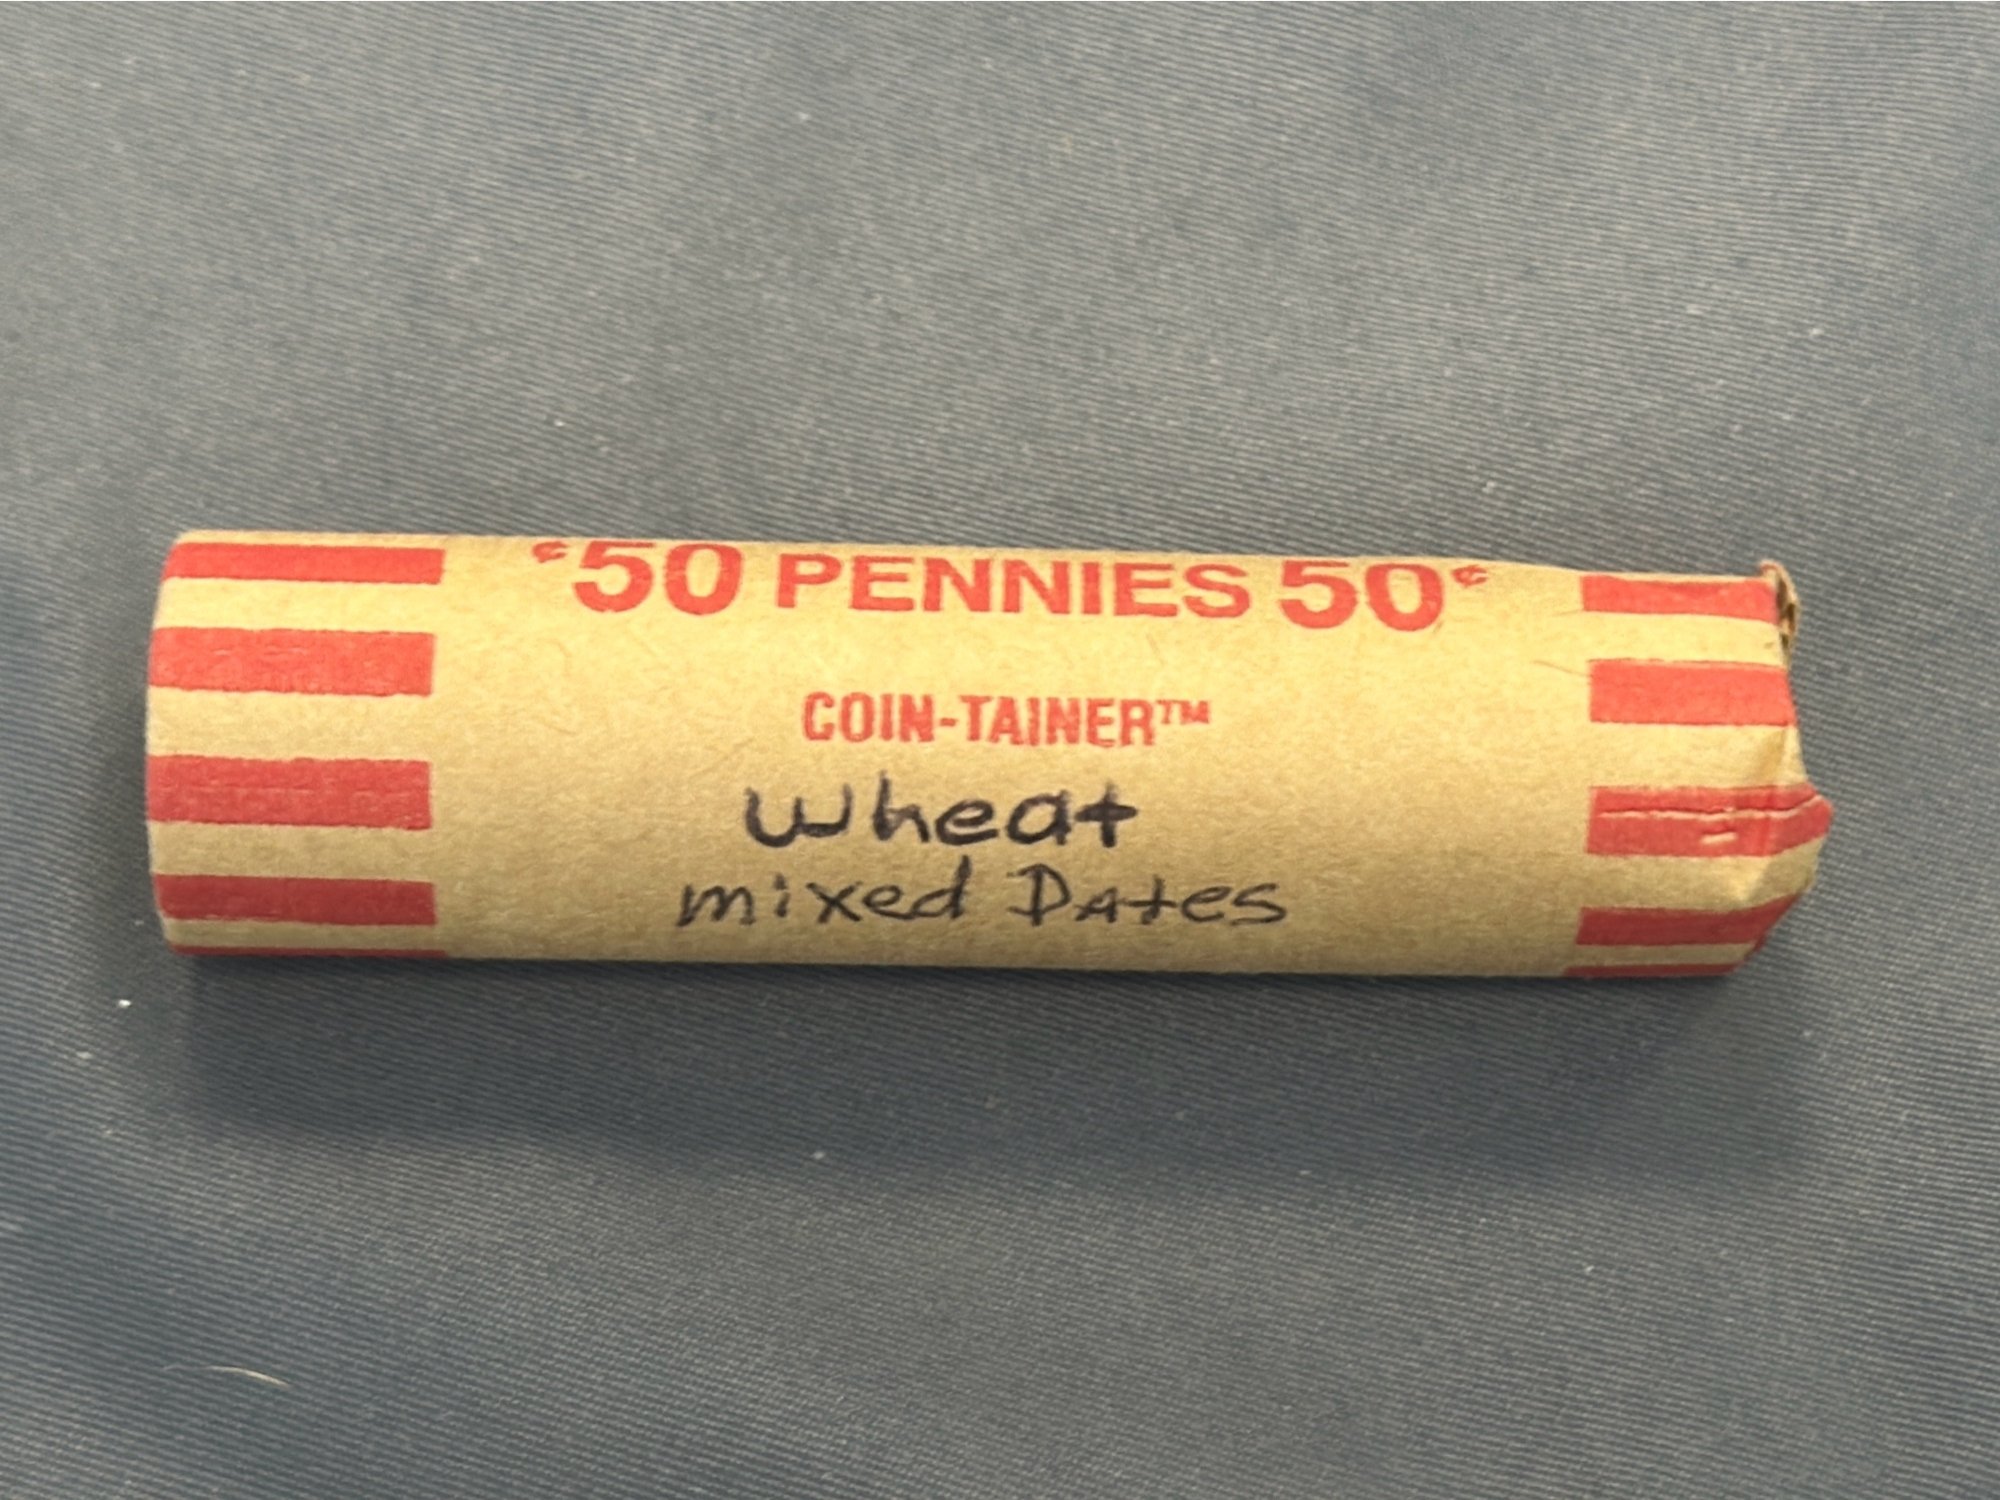 ¢50 PENNIES 50¢
COIN-TAINER™
Wheat
mixed Dates